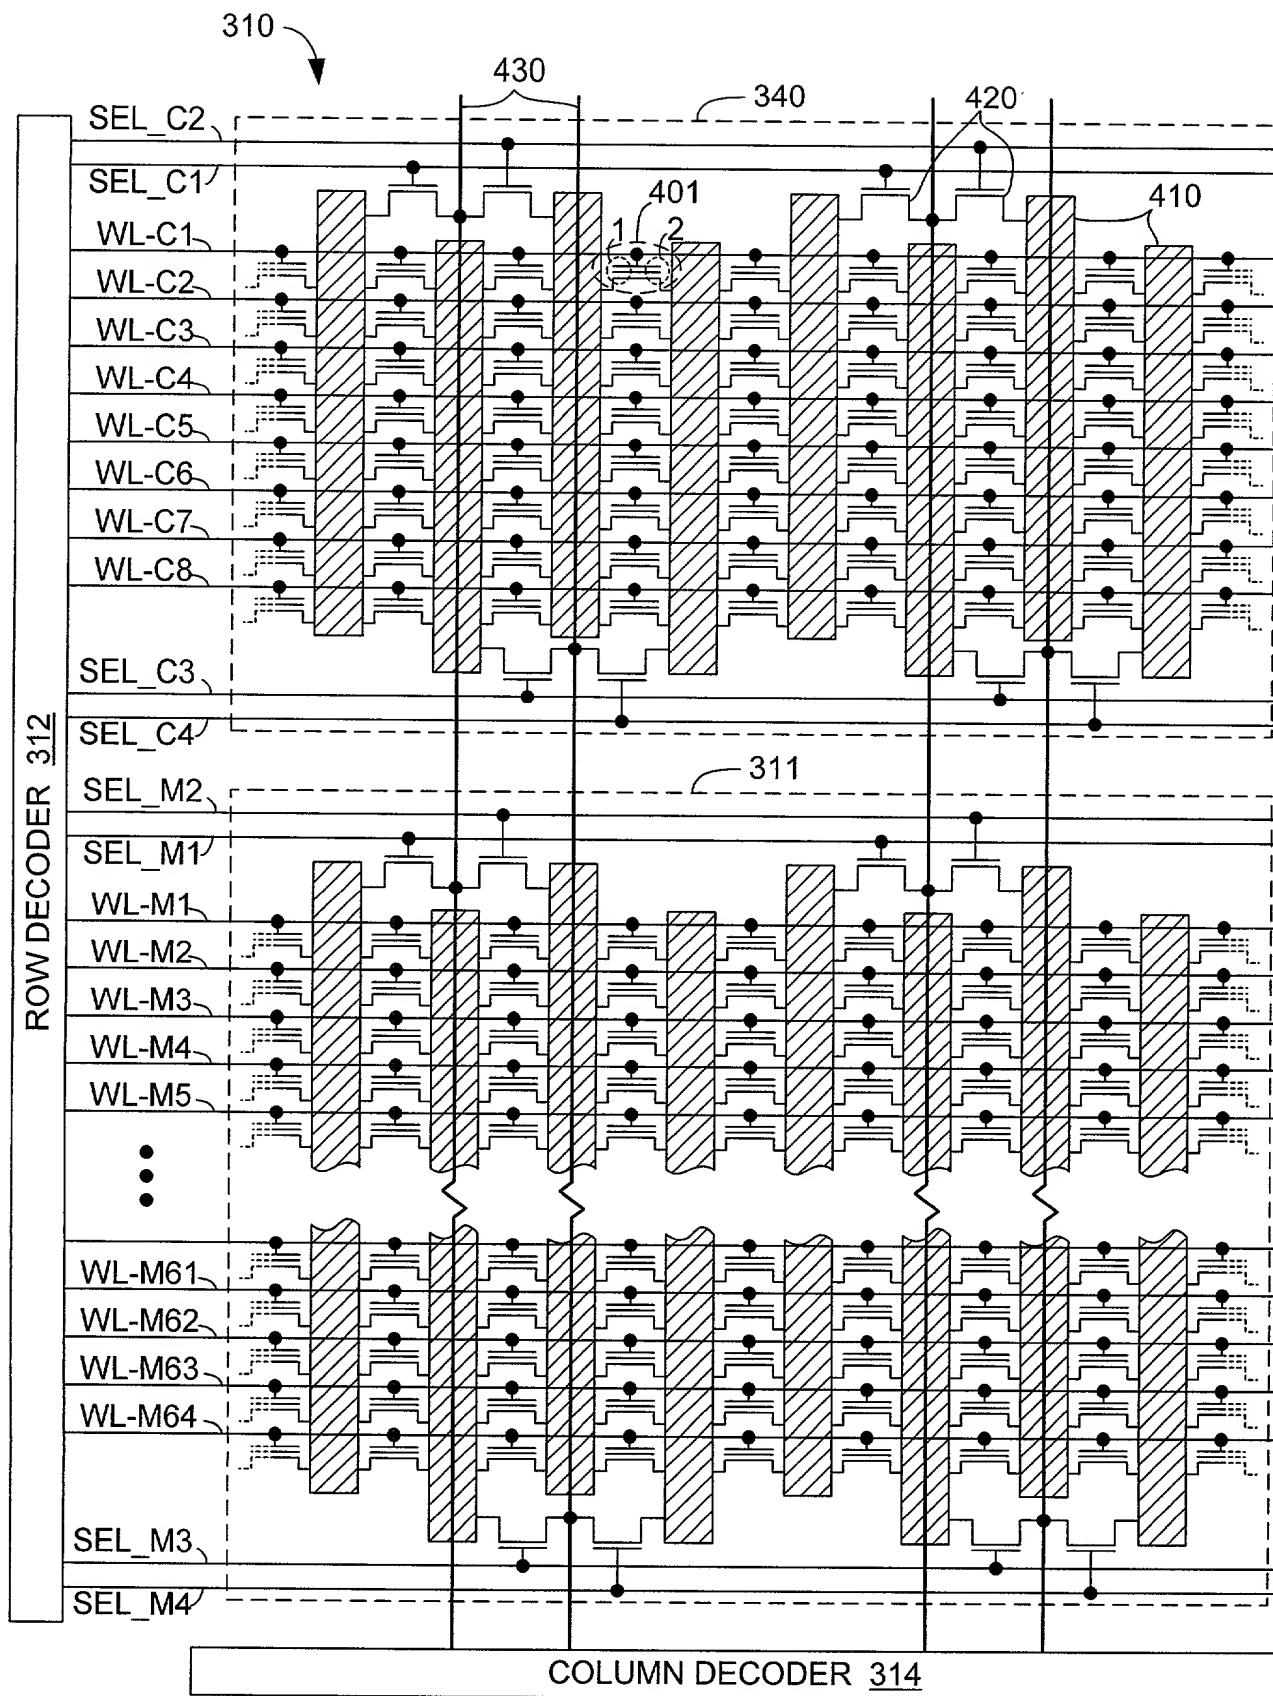 310
430
340
420
SEL_C2
SEL_C1
401
410
1
2
WL-C1
WL-C2
WL-C3
WL-C4
WL-C5
WL-C6
WL-C7
WL-C8
SEL_C3
SEL_C4
ROW DECODER 312
311
SEL_M2
SEL_M1
WL-M1
WL-M2
WL-M3
WL-M4
WL-M5
WL-M61
WL-M62
WL-M63
WL-M64
SEL_M3
SEL_M4
COLUMN DECODER 314